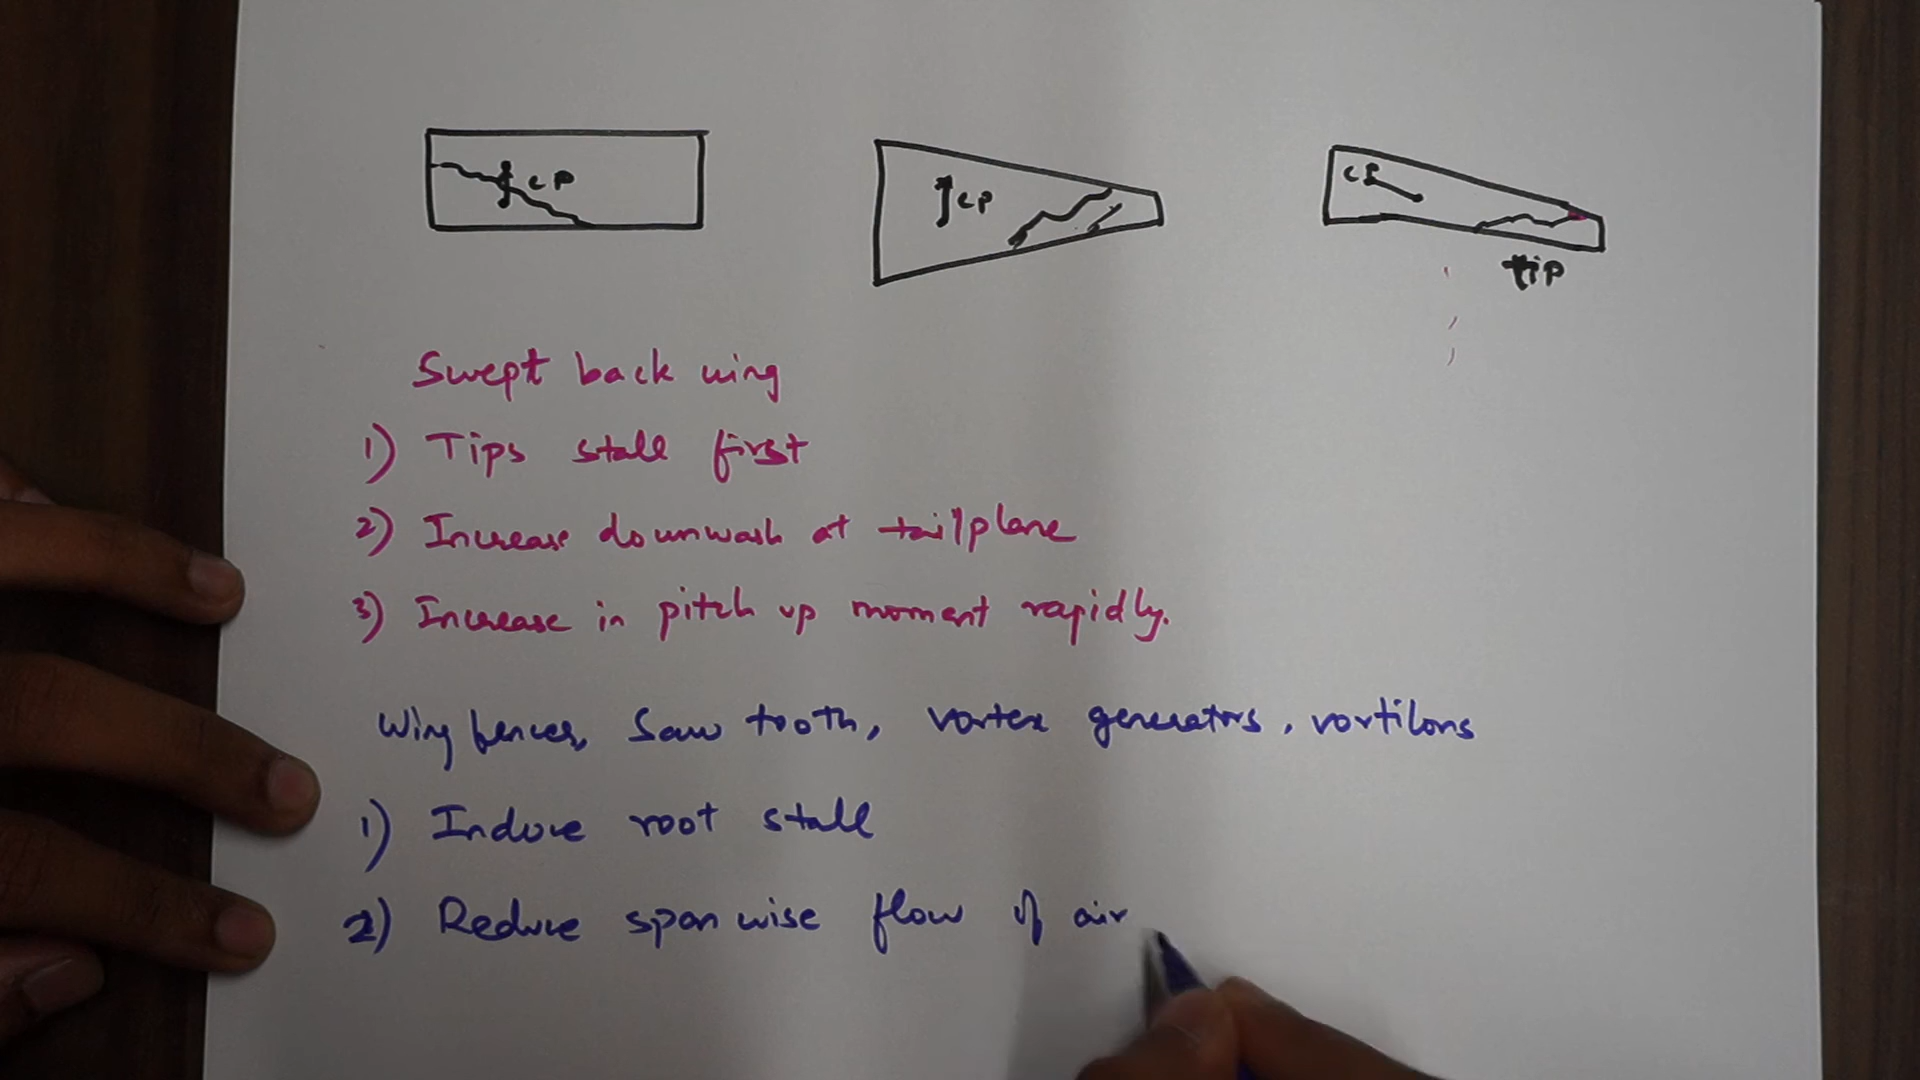 CP
CP
CP
tip
Swept back wing
1) Tips stall first
2) Increase downwash at tailplane
3) Increase in pitch up moment rapidly.
Wing fences, Saw tooth, vortex generators, vortilons
1) Induce root stall
2) Reduce spanwise flow of air